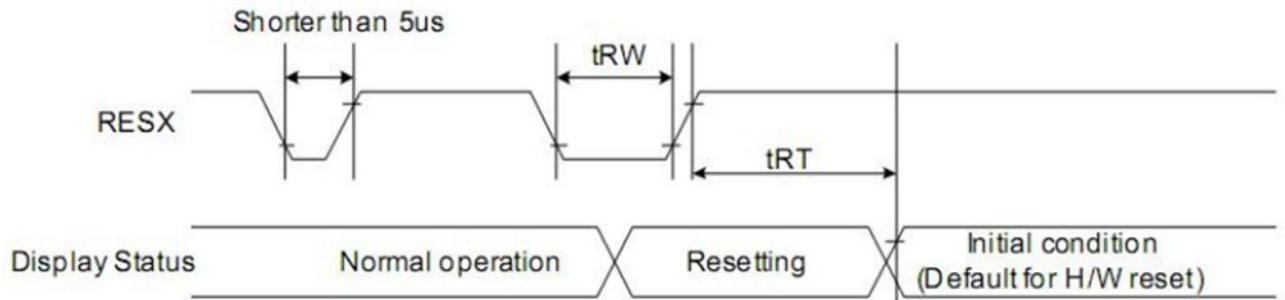 Shorter than 5us
tRW
RESX
tRT
Display Status
Normal operation
Resetting
Initial condition
(Default for H/W reset)